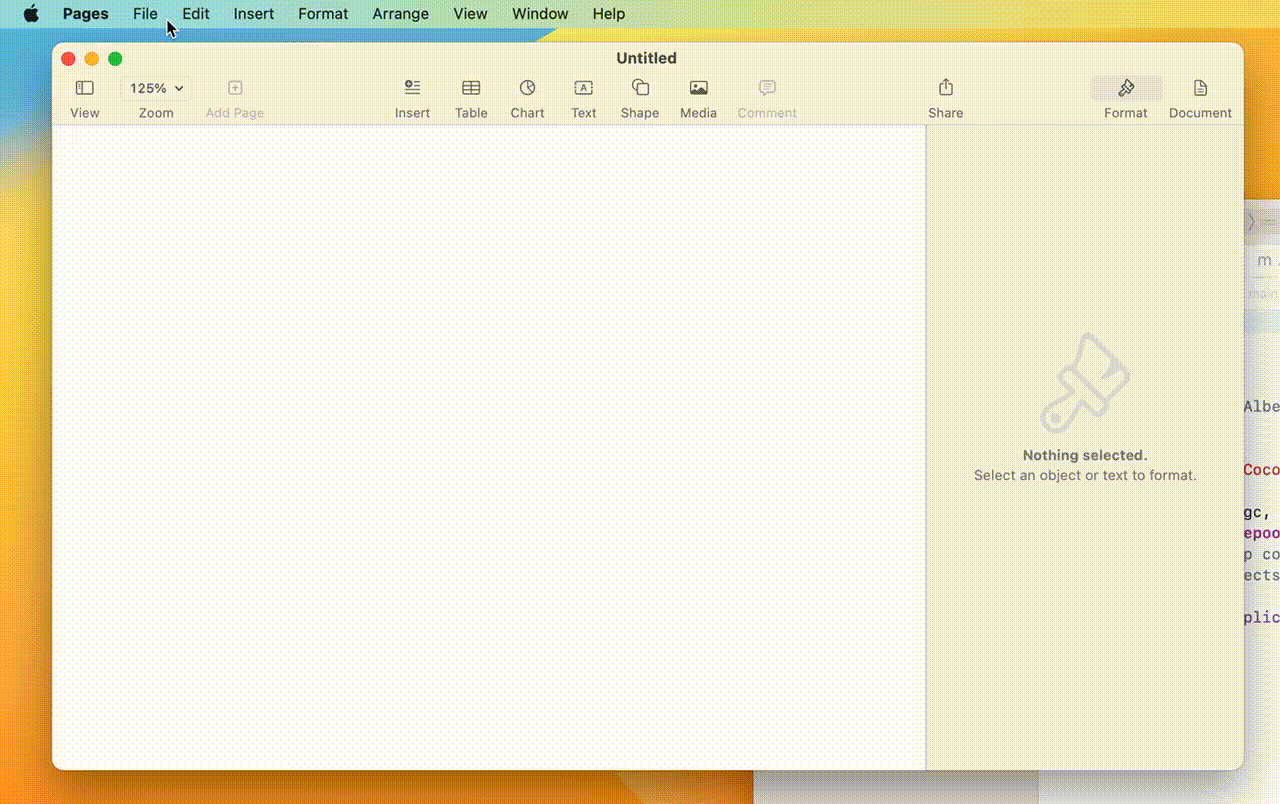 Pages File Edit Insert Format Arrange View Window Help
Untitled
125%
View Zoom Add Page Insert Table Chart Text Shape Media Comment Share Format Document
m
main
Nothing selected.
Select an object or text to format.
Albe
Coco
gc,
epoo
p co
ects
plic